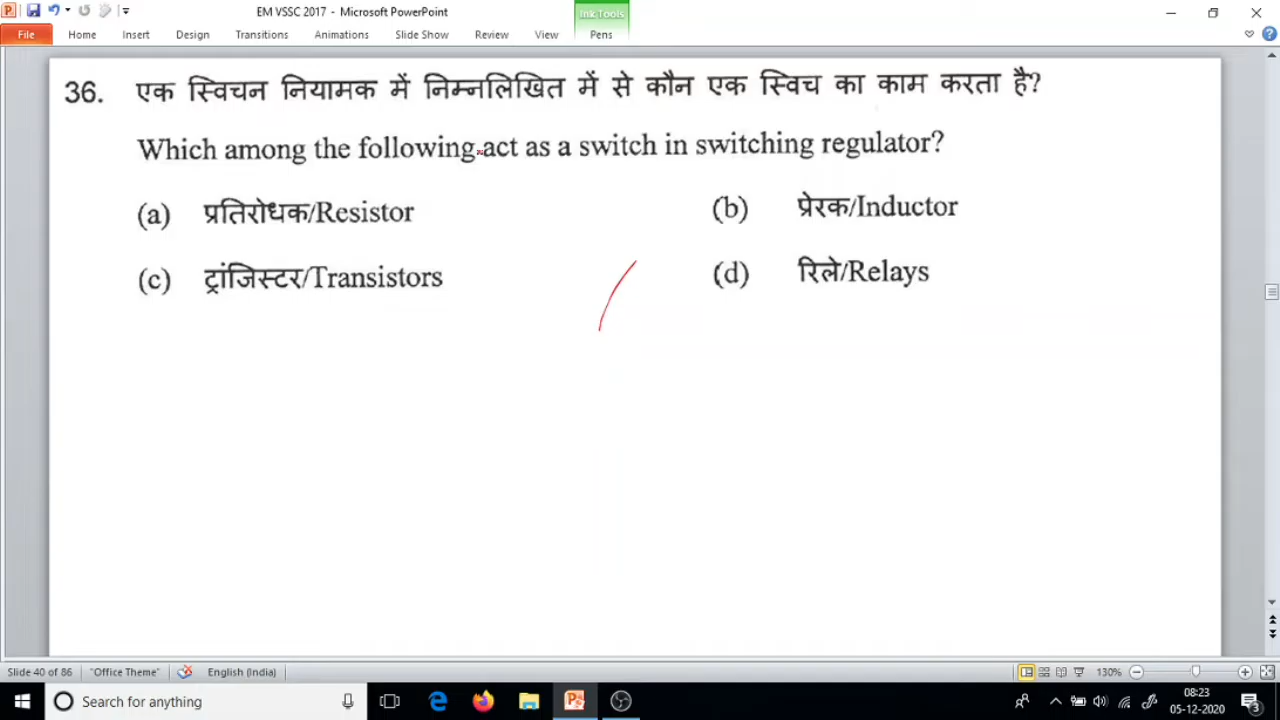 EM VSSC 2017 - Microsoft PowerPoint
Ink Tools
File Home Insert Design Transitions Animations Slide Show Review View Pens
36. एक स्विचन नियामक में निम्नलिखित में से कौन एक स्विच का काम करता है?
Which among the following act as a switch in switching regulator?
(a) प्रतिरोधक/Resistor (b) प्रेरक/Inductor
(c) ट्रांजिस्टर/Transistors (d) रिले/Relays
Slide 40 of 86 "Office Theme" English (India) 130%
Search for anything
08:23
05-12-2020
3